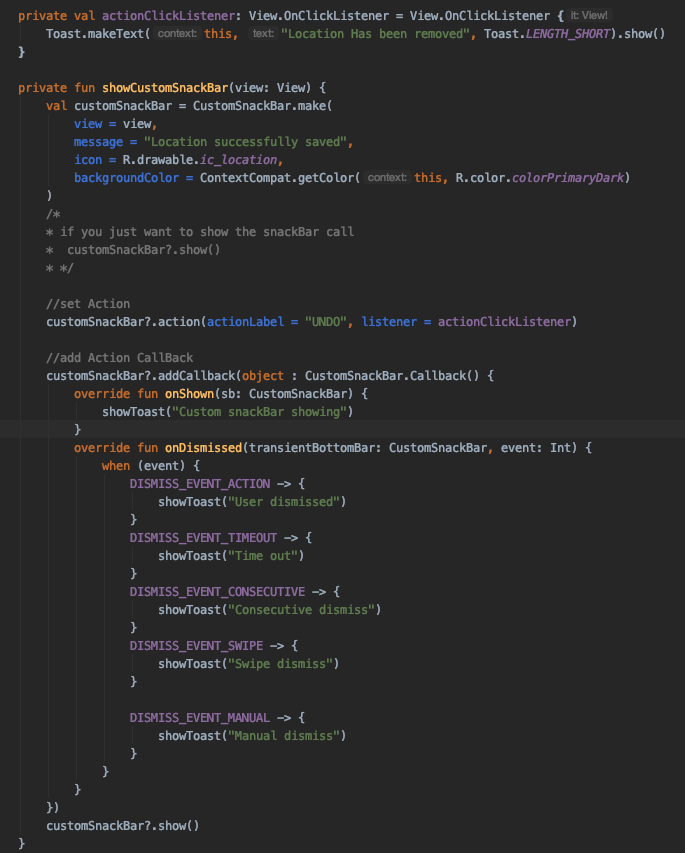 private val actionClickListener: View.OnClickListener = View.OnClickListener { it: View!
    Toast.makeText( context: this, text: "Location Has been removed", Toast.LENGTH_SHORT).show()
}

private fun showCustomSnackBar(view: View) {
    val customSnackBar = CustomSnackBar.make(
        view = view,
        message = "Location successfully saved",
        icon = R.drawable.ic_location,
        backgroundColor = ContextCompat.getColor( context: this, R.color.colorPrimaryDark)
    )
    /*
    * if you just want to show the snackBar call
    *  customSnackBar?.show()
    * */

    //set Action
    customSnackBar?.action(actionLabel = "UNDO", listener = actionClickListener)

    //add Action CallBack
    customSnackBar?.addCallback(object : CustomSnackBar.Callback() {
        override fun onShown(sb: CustomSnackBar) {
            showToast("Custom snackBar showing")
        }
        override fun onDismissed(transientBottomBar: CustomSnackBar, event: Int) {
            when (event) {
                DISMISS_EVENT_ACTION -> {
                    showToast("User dismissed")
                }
                DISMISS_EVENT_TIMEOUT -> {
                    showToast("Time out")
                }
                DISMISS_EVENT_CONSECUTIVE -> {
                    showToast("Consecutive dismiss")
                }
                DISMISS_EVENT_SWIPE -> {
                    showToast("Swipe dismiss")
                }

                DISMISS_EVENT_MANUAL -> {
                    showToast("Manual dismiss")
                }
            }
        }
    })
    customSnackBar?.show()
}